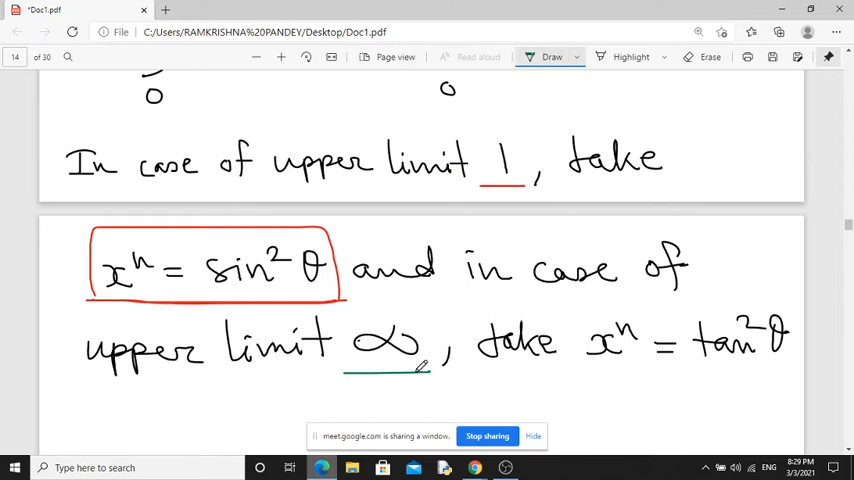 *Doc1.pdf
File C:/Users/RAMKRISHNA%20PANDEY/Desktop/Doc1.pdf
14 of 30 Page view Read aloud Draw Highlight Erase
0 0
In case of upper limit 1, take
xⁿ = sin² θ and in case of
upper limit ∞, take xⁿ = tan² θ
meet.google.com is sharing a window. Stop sharing Hide
Type here to search
ENG
8:29 PM
3/3/2021